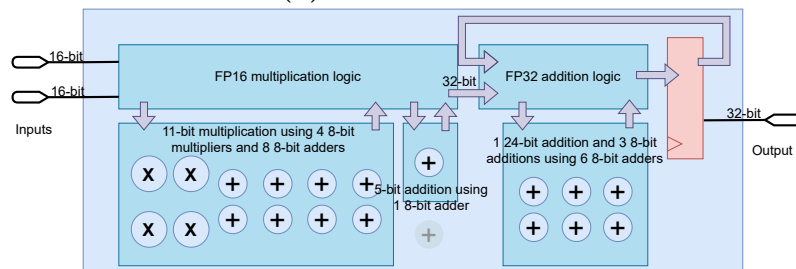 16-bit
16-bit
Inputs
FP16 multiplication logic
32-bit
FP32 addition logic
32-bit
Output
11-bit multiplication using 4 8-bit
multipliers and 8 8-bit adders
X X
+ + + +
X X
+ + + +
+
5-bit addition using
1 8-bit adder
+
1 24-bit addition and 3 8-bit
additions using 6 8-bit adders
+ + +
+ + +